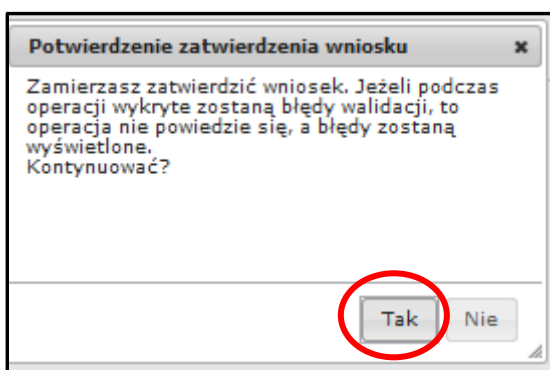 Potwierdzenie zatwierdzenia wniosku
Zamierzasz zatwierdzić wniosek. Jeżeli podczas
operacji wykryte zostaną błędy walidacji, to
operacja nie powiedzie się, a błędy zostaną
wyświetlone.
Kontynuować?
Tak Nie